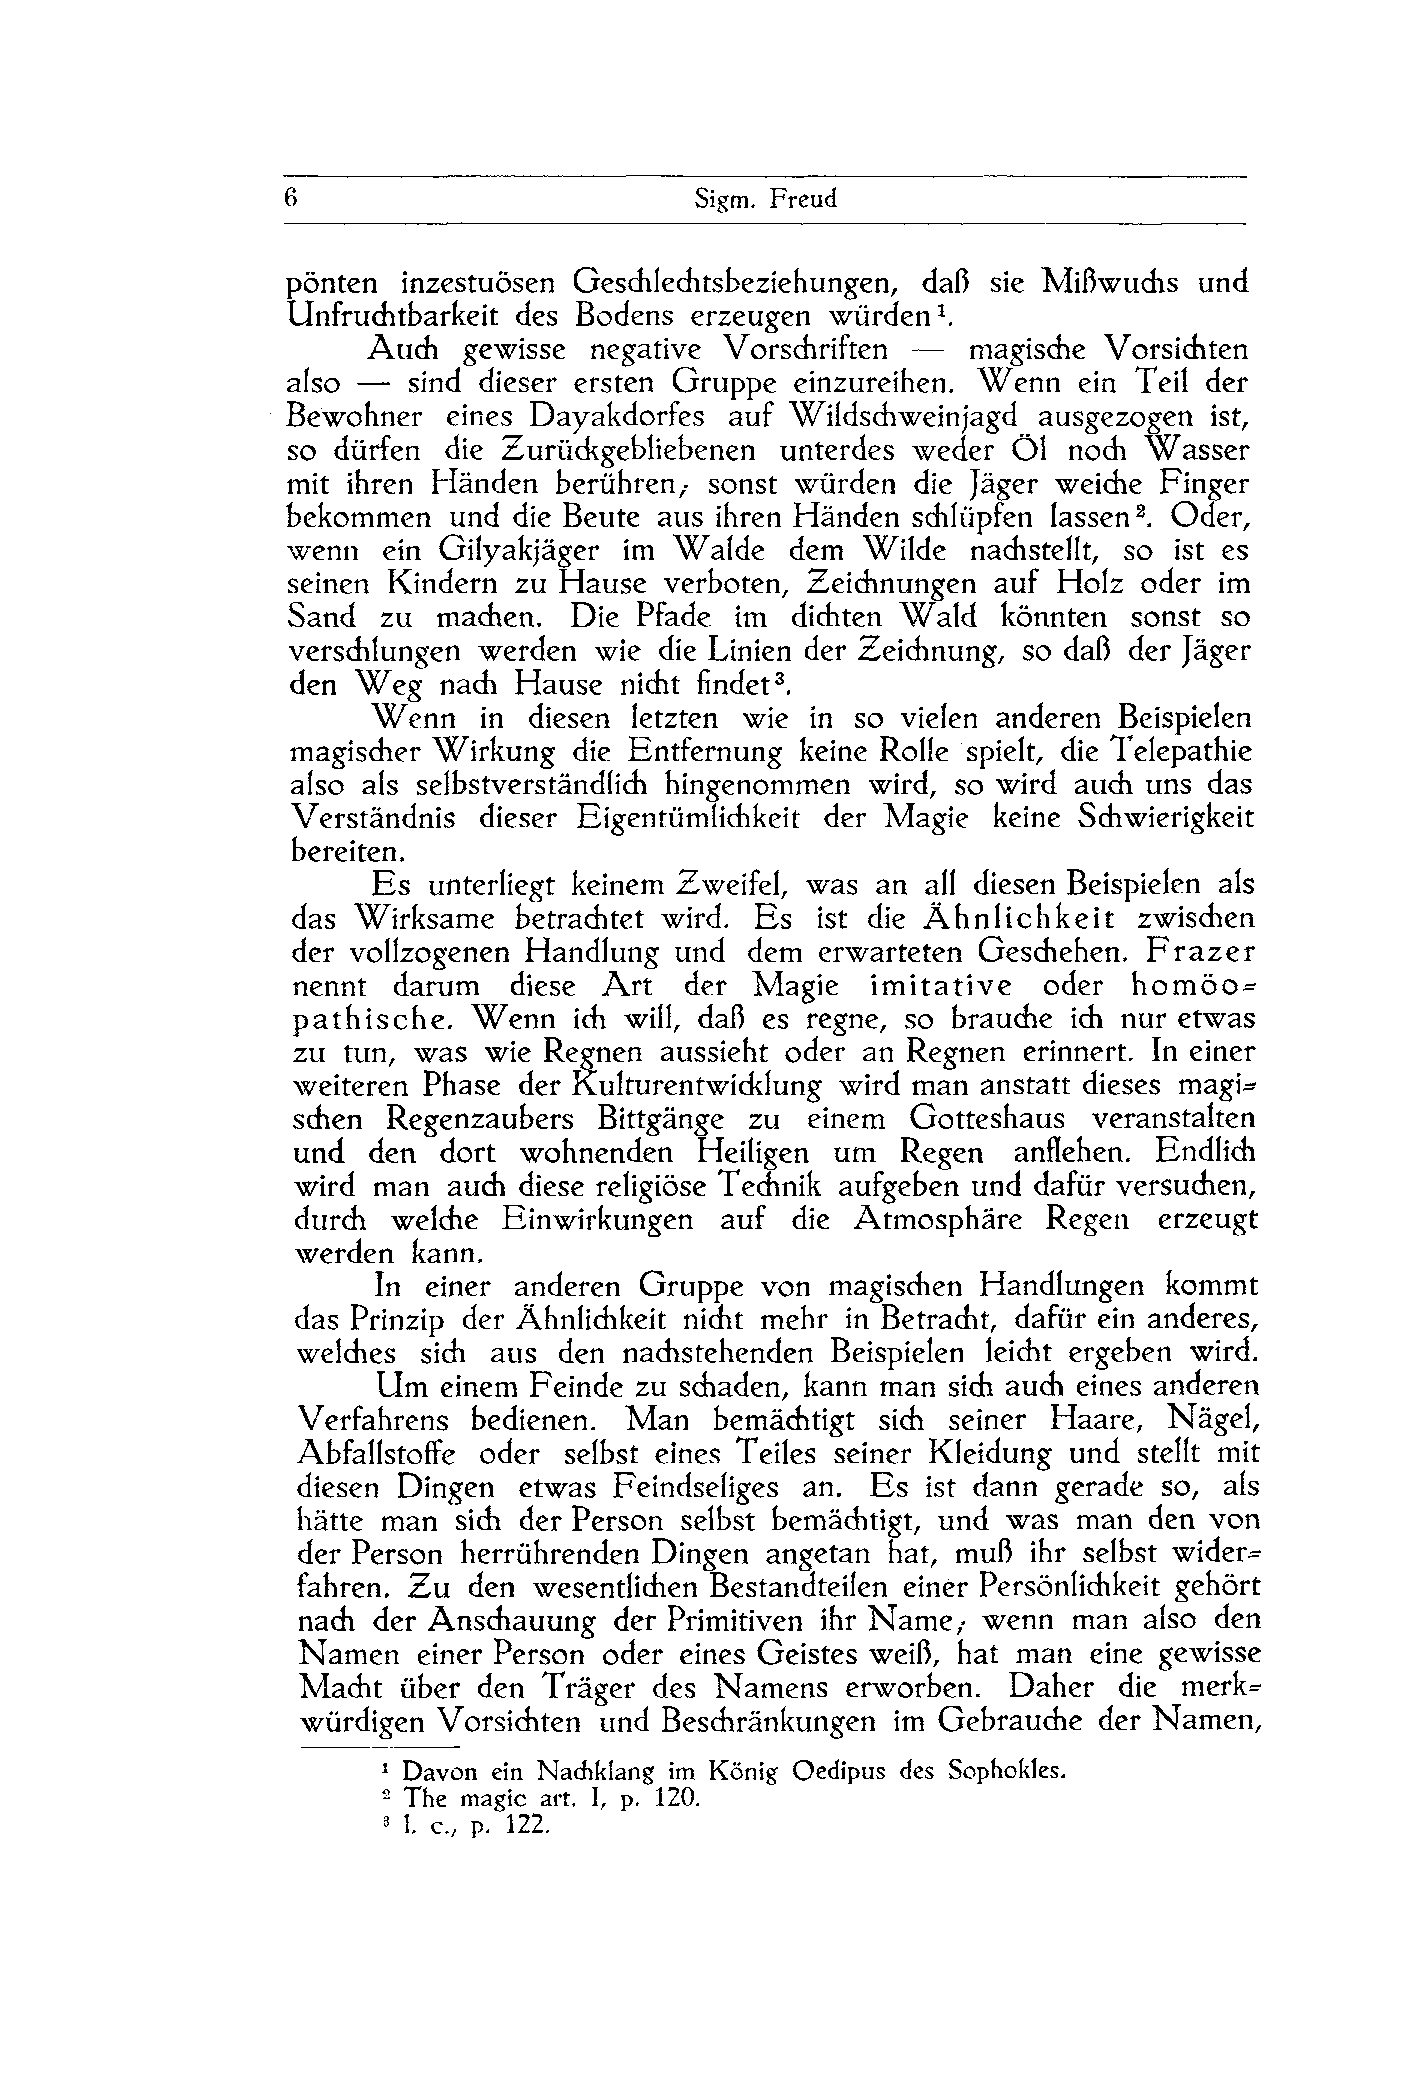 6 Sigm. Freud
pönten inzestuösen Geschlechtsbeziehungen, daß sie Mißwuchs und
Unfruchtbarkeit des Bodens erzeugen würden¹.
Auch gewisse negative Vorschriften — magische Vorsichten
also — sind dieser ersten Gruppe einzureihen. Wenn ein Teil der
Bewohner eines Dayakdorfes auf Wildschweinjagd ausgezogen ist,
so dürfen die Zurückgebliebenen unterdes weder Öl noch Wasser
mit ihren Händen berühren; sonst würden die Jäger weiche Finger
bekommen und die Beute aus ihren Händen schlüpfen lassen². Oder,
wenn ein Gilyakjäger im Walde dem Wilde nachstellt, so ist es
seinen Kindern zu Hause verboten, Zeichnungen auf Holz oder im
Sand zu machen. Die Pfade im dichten Wald könnten sonst so
verschlungen werden wie die Linien der Zeichnung, so daß der Jäger
den Weg nach Hause nicht findet³.
Wenn in diesen letzten wie in so vielen anderen Beispielen
magischer Wirkung die Entfernung keine Rolle spielt, die Telepathie
also als selbstverständlich hingenommen wird, so wird auch uns das
Verständnis dieser Eigentümlichkeit der Magie keine Schwierigkeit
bereiten.
Es unterliegt keinem Zweifel, was an all diesen Beispielen als
das Wirksame betrachtet wird. Es ist die Ähnlichkeit zwischen
der vollzogenen Handlung und dem erwarteten Geschehen. Frazer
nennt darum diese Art der Magie imitative oder homöo-
pathische. Wenn ich will, daß es regne, so brauche ich nur etwas
zu tun, was wie Regnen aussieht oder an Regnen erinnert. In einer
weiteren Phase der Kulturentwicklung wird man anstatt dieses magi-
schen Regenzaubers Bittgänge zu einem Gotteshaus veranstalten
und den dort wohnenden Heiligen um Regen anflehen. Endlich
wird man auch diese religiöse Technik aufgeben und dafür versuchen,
durch welche Einwirkungen auf die Atmosphäre Regen erzeugt
werden kann.
In einer anderen Gruppe von magischen Handlungen kommt
das Prinzip der Ähnlichkeit nicht mehr in Betracht, dafür ein anderes,
welches sich aus den nachstehenden Beispielen leicht ergeben wird.
Um einem Feinde zu schaden, kann man sich auch eines anderen
Verfahrens bedienen. Man bemächtigt sich seiner Haare, Nägel,
Abfallstoffe oder selbst eines Teiles seiner Kleidung und stellt mit
diesen Dingen etwas Feindseliges an. Es ist dann gerade so, als
hätte man sich der Person selbst bemächtigt, und was man den von
der Person herrührenden Dingen angetan hat, muß ihr selbst wider-
fahren. Zu den wesentlichen Bestandteilen einer Persönlichkeit gehört
nach der Anschauung der Primitiven ihr Name; wenn man also den
Namen einer Person oder eines Geistes weiß, hat man eine gewisse
Macht über den Träger des Namens erworben. Daher die merk-
würdigen Vorsichten und Beschränkungen im Gebrauche der Namen,
¹ Davon ein Nachklang im König Oedipus des Sophokles.
² The magic art. I, p. 120.
³ l. c., p. 122.